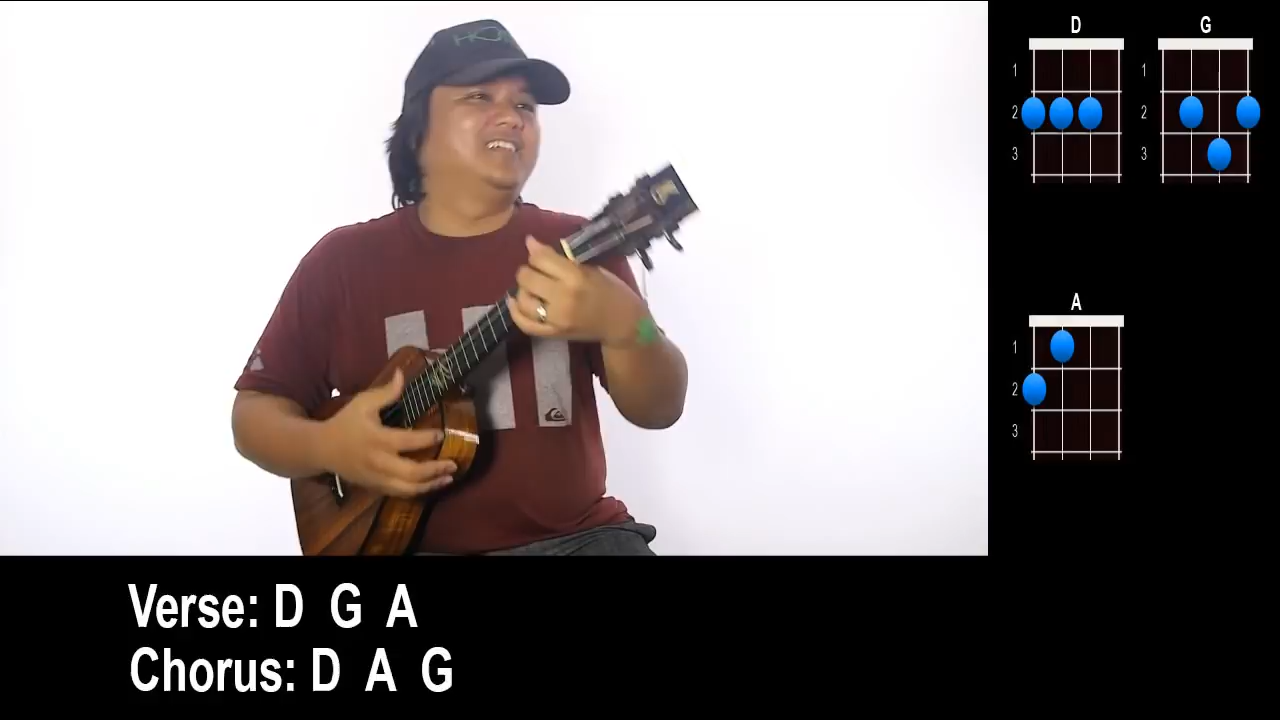 D G
1 1
2 2
3 3
A
1
2
3
Verse: D G A
Chorus: D A G